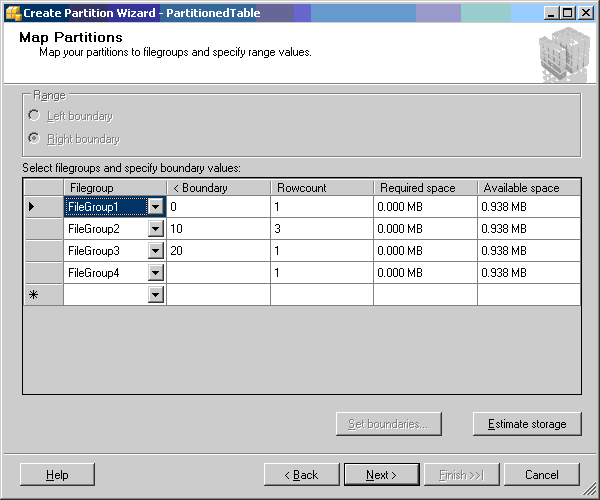 Create Partition Wizard - PartitionedTable
Map Partitions
Map your partitions to filegroups and specify range values.
Range
Left boundary
Right boundary
Select filegroups and specify boundary values:
Filegroup < Boundary Rowcount Required space Available space
FileGroup1 0 1 0.000 MB 0.938 MB
FileGroup2 10 3 0.000 MB 0.938 MB
FileGroup3 20 1 0.000 MB 0.938 MB
FileGroup4 1 0.000 MB 0.938 MB
Set boundaries... Estimate storage
Help < Back Next > Finish >>| Cancel